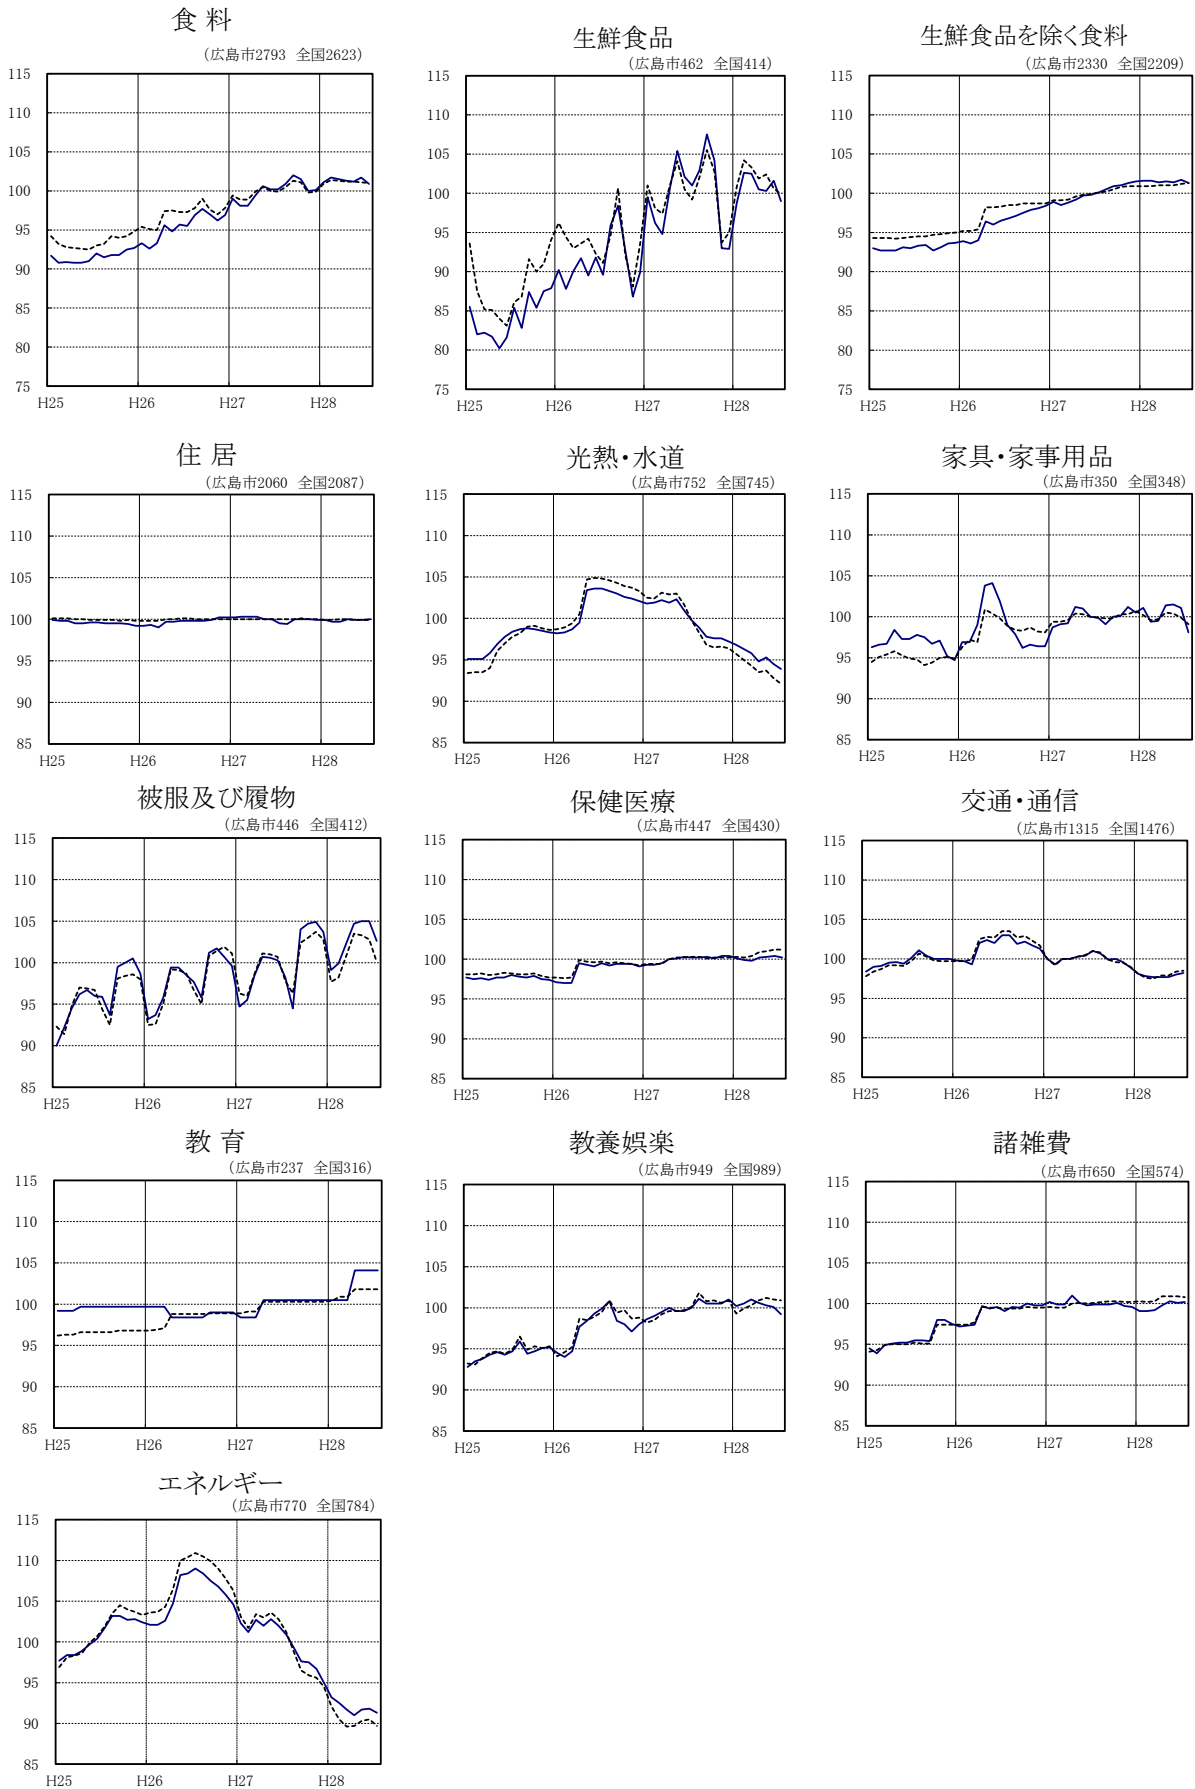 食 料
（広島市2793 全国2623）
115
110
105
100
95
90
85
80
75
H25 H26 H27 H28
生鮮食品
（広島市462 全国414）
115
110
105
100
95
90
85
80
75
H25 H26 H27 H28
生鮮食品を除く食料
（広島市2330 全国2209）
115
110
105
100
95
90
85
80
75
H25 H26 H27 H28
住 居
（広島市2060 全国2087）
115
110
105
100
95
90
85
H25 H26 H27 H28
光熱・水道
（広島市752 全国745）
115
110
105
100
95
90
85
H25 H26 H27 H28
家具・家事用品
（広島市350 全国348）
115
110
105
100
95
90
85
H25 H26 H27 H28
被服及び履物
（広島市446 全国412）
115
110
105
100
95
90
85
H25 H26 H27 H28
保健医療
（広島市447 全国430）
115
110
105
100
95
90
85
H25 H26 H27 H28
交通・通信
（広島市1315 全国1476）
115
110
105
100
95
90
85
H25 H26 H27 H28
教 育
（広島市237 全国316）
115
110
105
100
95
90
85
H25 H26 H27 H28
教養娯楽
（広島市949 全国989）
115
110
105
100
95
90
85
H25 H26 H27 H28
諸雑費
（広島市650 全国574）
115
110
105
100
95
90
85
H25 H26 H27 H28
エネルギー
（広島市770 全国784）
115
110
105
100
95
90
85
H25 H26 H27 H28